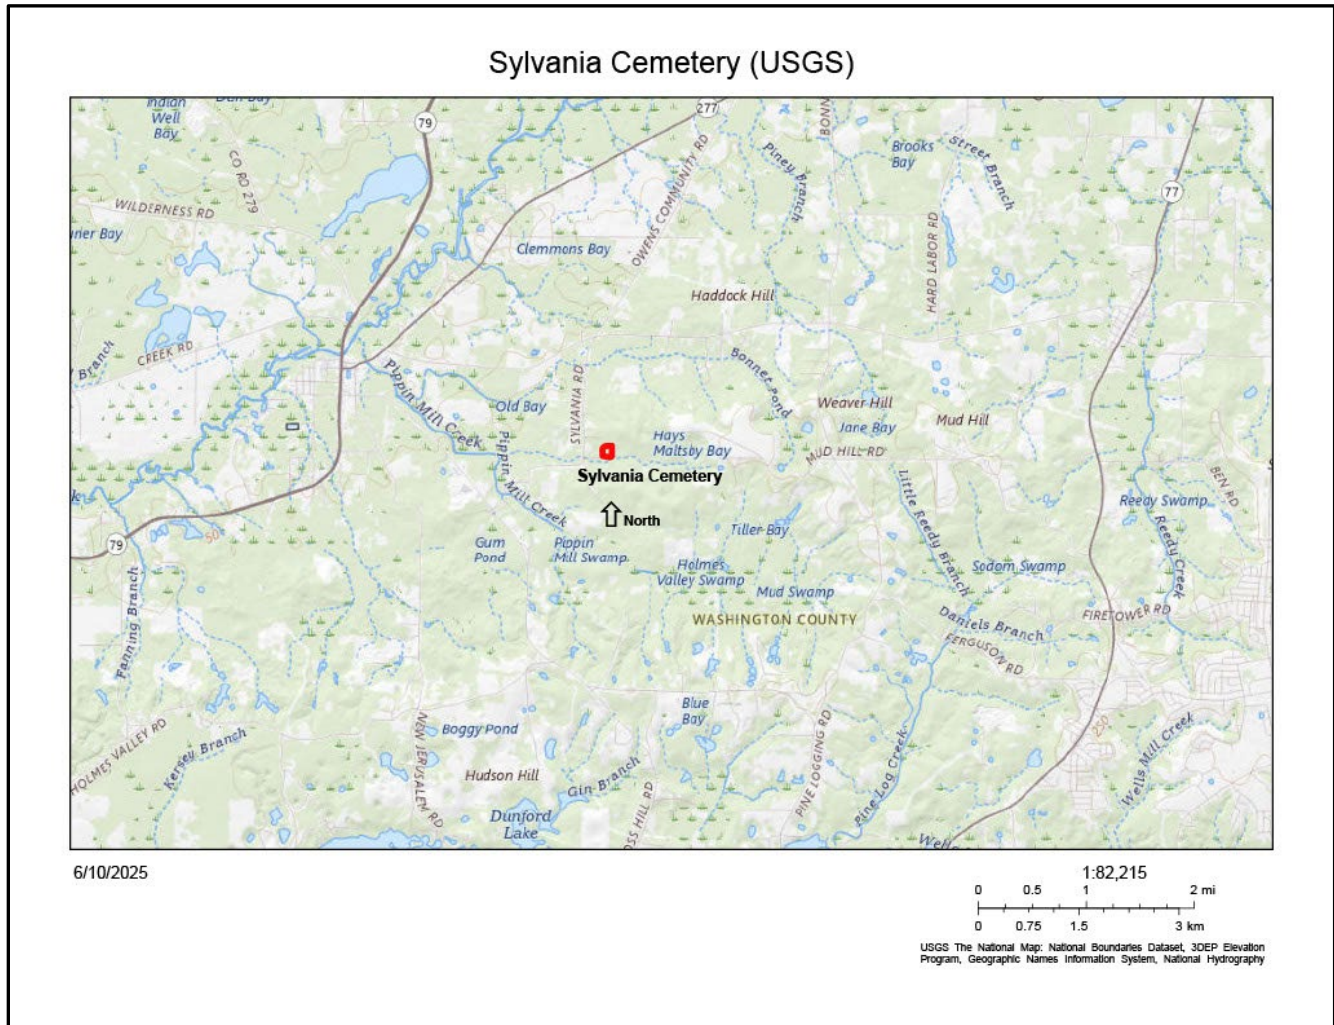 Sylvania Cemetery (USGS)
Indian
Well
Bay
79
277
CO RD 279
WILDERNESS RD
OWENS COMMUNITY RD
Piney Branch
BONN
Brooks
Bay
Street Branch
77
Clemmons Bay
HARD LABOR RD
Haddock Hill
CREEK RD
Branch
Pippin Mill Creek
SYLVANIA RD
Old Bay
Bonnet Pond
Weaver Hill
Jane Bay
Mud Hill
Hays
Maltsby Bay
MUD HILL RD
Sylvania Cemetery
Pippin Mill Creek
North
Little Reedy Branch
BEN RD
Reedy Swamp
Reedy Creek
79
50
Gum
Pond
Pippin
Mill Swamp
Tiller Bay
Holmes
Valley Swamp
Mud Swamp
Sodom Swamp
WASHINGTON COUNTY
Fanning Branch
Daniels Branch
FIRETOWER RD
FERGUSON RD
HOLMES VALLEY RD
Kersey Branch
NEW JERUSALEM RD
Boggy Pond
Blue
Bay
Hudson Hill
Gin Branch
Dunford
Lake
OSS HILL RD
PINE LOGGING RD
Pine Log Creek
250
Wells Mill Creek
6/10/2025
1:82,215
0 0.5 1 2 mi
0 0.75 1.5 3 km
USGS The National Map: National Boundaries Dataset, 3DEP Elevation
Program, Geographic Names Information System, National Hydrography